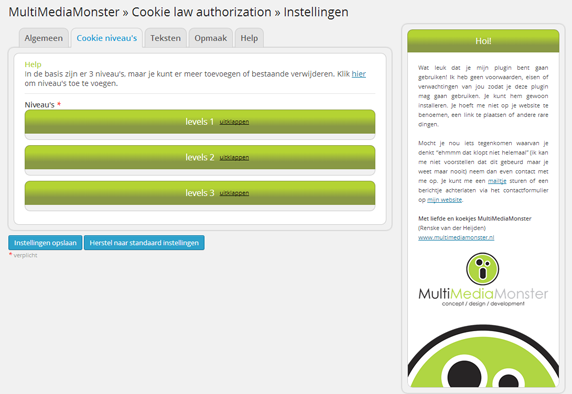 MultiMediaMonster » Cookie law authorization » Instellingen
Algemeen Cookie niveau's Teksten Opmaak Help
Help
In de basis zijn er 3 niveau's. maar je kunt er meer toevoegen of bestaande verwijderen. Klik hier
om niveau's toe te voegen.
Niveau's *
levels 1 uitklappen
levels 2 uitklappen
levels 3 uitklappen
Instellingen opslaan Herstel naar standaard instellingen
* verplicht
Hoi!
Wat leuk dat je mijn plugin bent gaan
gebruiken! Ik heb geen voorwaarden, eisen of
verwachtingen van jou zodat je deze plugin
mag gaan gebruiken. Je kunt hem gewoon
installeren. Je hoeft mij niet op je website te
benoemen, een link te plaatsen of andere rare
dingen.
Mocht je nou iets tegenkomen waarvan je
denkt "ehmmm dat klopt niet helemaal" (ik kan
me niet voorstellen dat dit gebeurd maar je
weet maar nooit) neem dan even contact met
me op. Je kunt me een mailtje sturen of een
berichtje achterlaten via het contactformulier
op mijn website.
Met liefde en koekjes MultiMediaMonster
(Renske van der Heijden)
www.multimediamonster.nl
MultiMediaMonster
concept / design / development